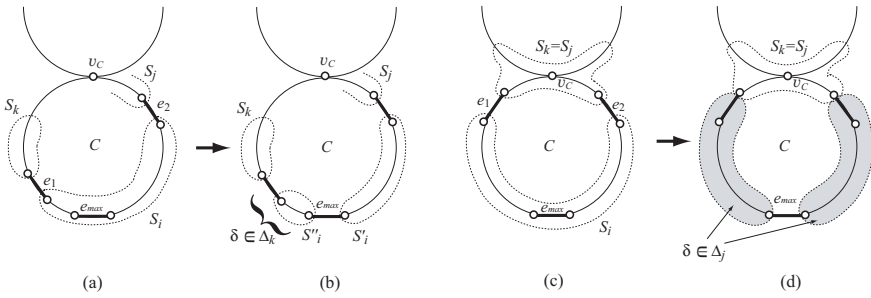 v_C
S_j
S_k
e_2
C
e_1
e_max
S_i
(a)
v_C
S_j
S_k
C
e_max
δ ∈ Δ_k
S''_i
S'_i
(b)
S_k=S_j
v_C
e_1
e_2
C
e_max
S_i
(c)
S_k=S_j
v_C
C
e_max
δ ∈ Δ_j
(d)